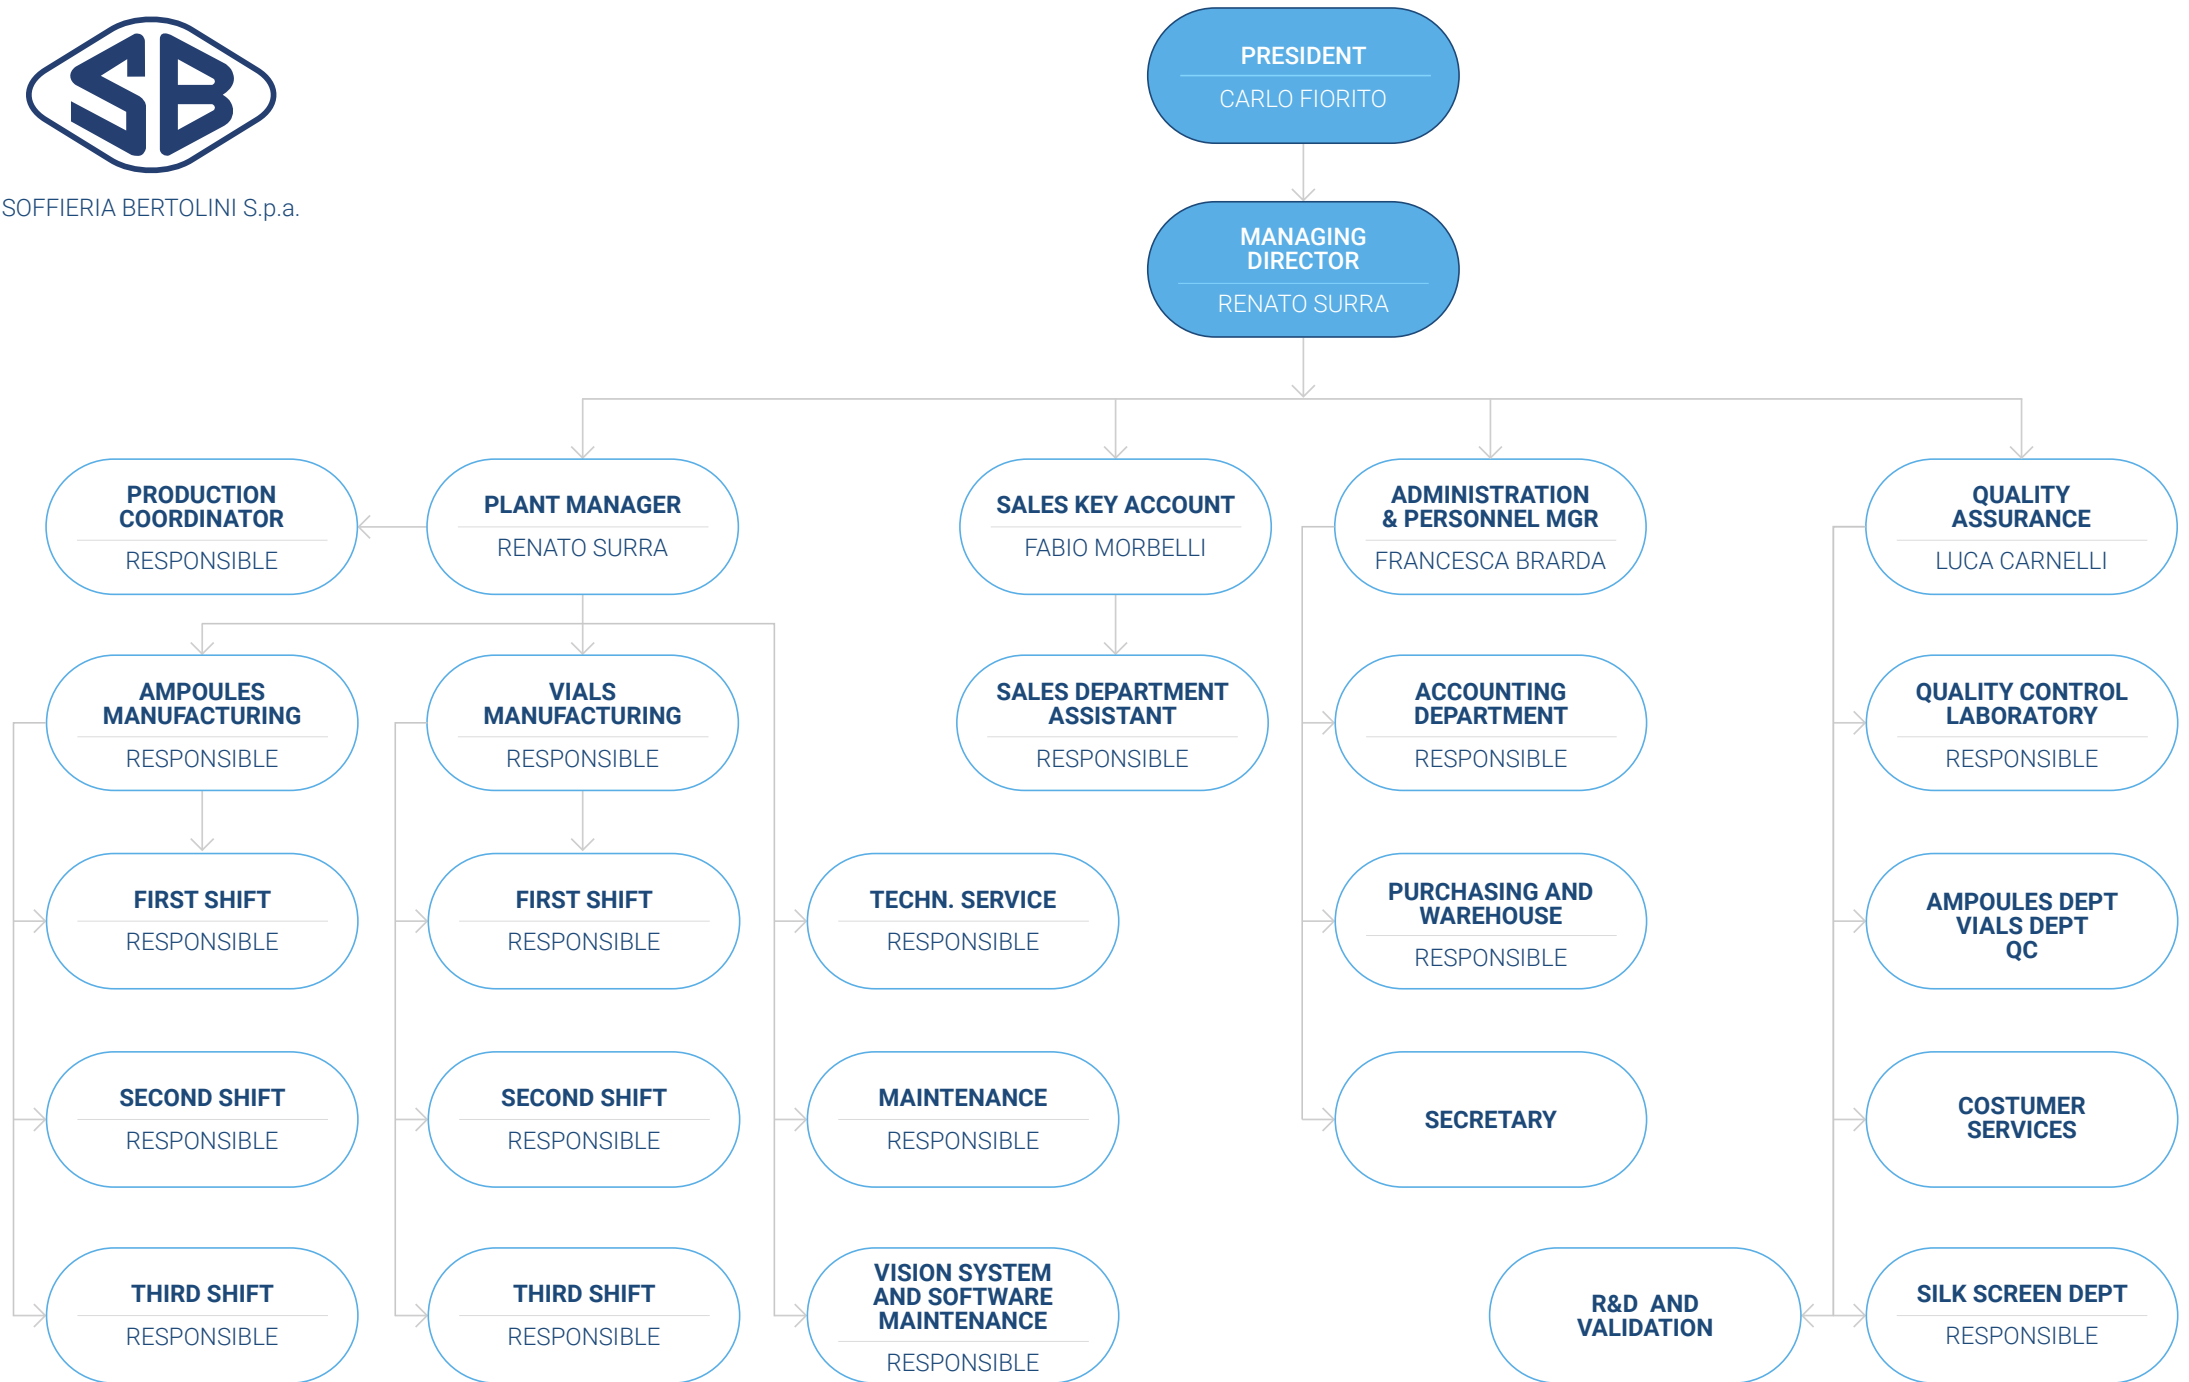 SB
SOFFIERIA BERTOLINI S.p.a.
PRESIDENT
CARLO FIORITO
MANAGING
DIRECTOR
RENATO SURRA
PRODUCTION
COORDINATOR
RESPONSIBLE
PLANT MANAGER
RENATO SURRA
SALES KEY ACCOUNT
FABIO MORBELLI
ADMINISTRATION
& PERSONNEL MGR
FRANCESCA BRARDA
QUALITY
ASSURANCE
LUCA CARNELLI
AMPOULES
MANUFACTURING
RESPONSIBLE
VIALS
MANUFACTURING
RESPONSIBLE
SALES DEPARTMENT
ASSISTANT
RESPONSIBLE
ACCOUNTING
DEPARTMENT
RESPONSIBLE
QUALITY CONTROL
LABORATORY
RESPONSIBLE
FIRST SHIFT
RESPONSIBLE
FIRST SHIFT
RESPONSIBLE
TECHN. SERVICE
RESPONSIBLE
PURCHASING AND
WAREHOUSE
RESPONSIBLE
AMPOULES DEPT
VIALS DEPT
QC
SECOND SHIFT
RESPONSIBLE
SECOND SHIFT
RESPONSIBLE
MAINTENANCE
RESPONSIBLE
SECRETARY
COSTUMER
SERVICES
THIRD SHIFT
RESPONSIBLE
THIRD SHIFT
RESPONSIBLE
VISION SYSTEM
AND SOFTWARE
MAINTENANCE
RESPONSIBLE
R&D AND
VALIDATION
SILK SCREEN DEPT
RESPONSIBLE